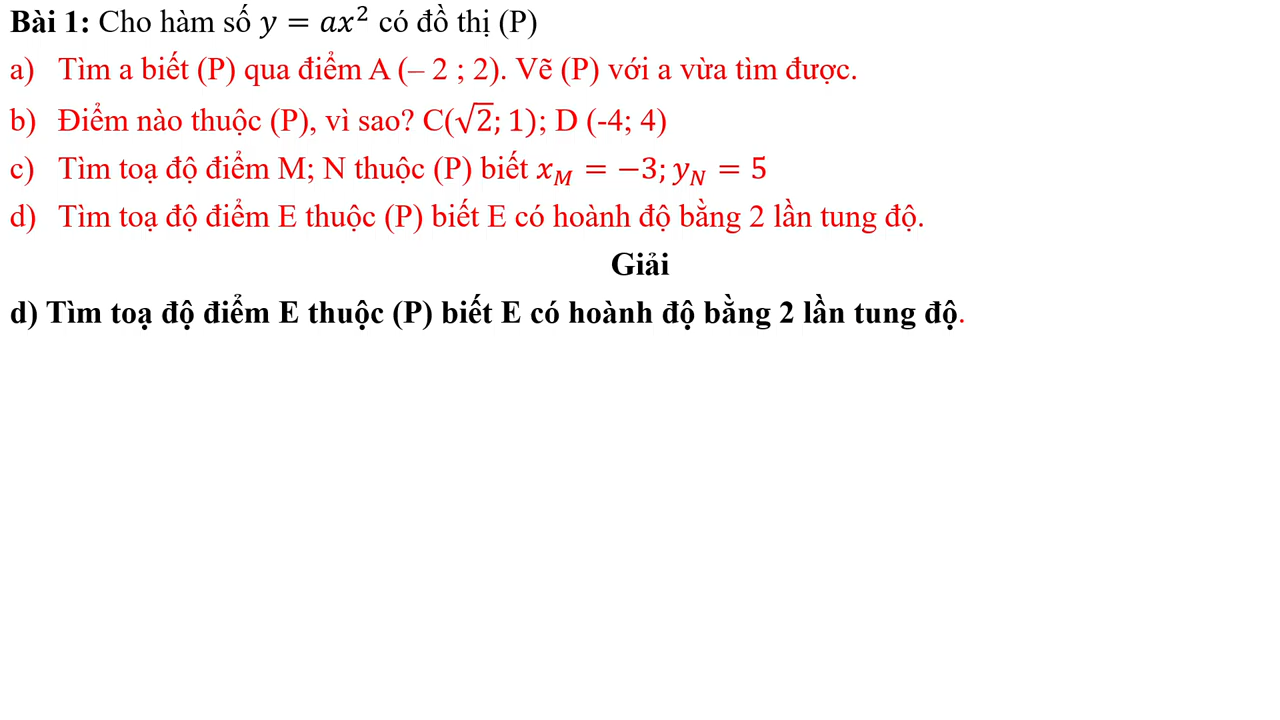 Bài 1: Cho hàm số y = ax² có đồ thị (P)
a) Tìm a biết (P) qua điểm A (– 2 ; 2). Vẽ (P) với a vừa tìm được.
b) Điểm nào thuộc (P), vì sao? C(√2; 1); D (-4; 4)
c) Tìm toạ độ điểm M; N thuộc (P) biết x_M = −3; y_N = 5
d) Tìm toạ độ điểm E thuộc (P) biết E có hoành độ bằng 2 lần tung độ.
Giải
d) Tìm toạ độ điểm E thuộc (P) biết E có hoành độ bằng 2 lần tung độ.